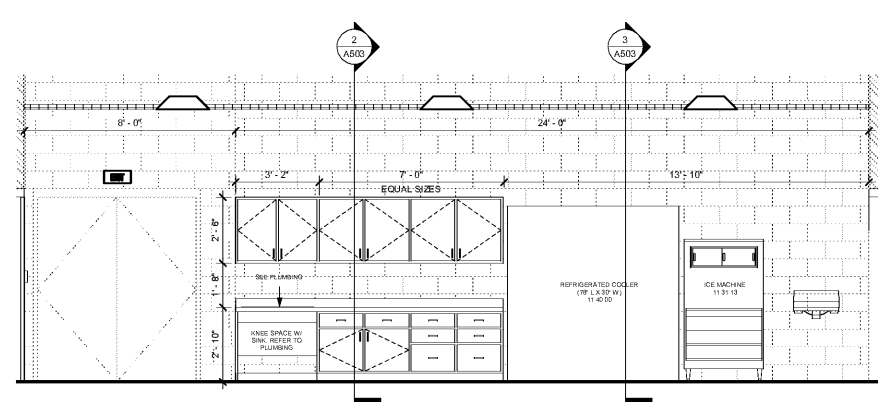 2
A503
3
A503
8' - 0"
24' - 0"
EXIT
3' - 2"
7' - 0"
13' - 10"
EQUAL SIZES
2' - 6"
1' - 8"
2' - 10"
SEE PLUMBING
KNEE SPACE W/
SINK. REFER TO
PLUMBING
REFRIGERATED COOLER
(78" L X 30" W)
11 40 00
ICE MACHINE
11 31 13